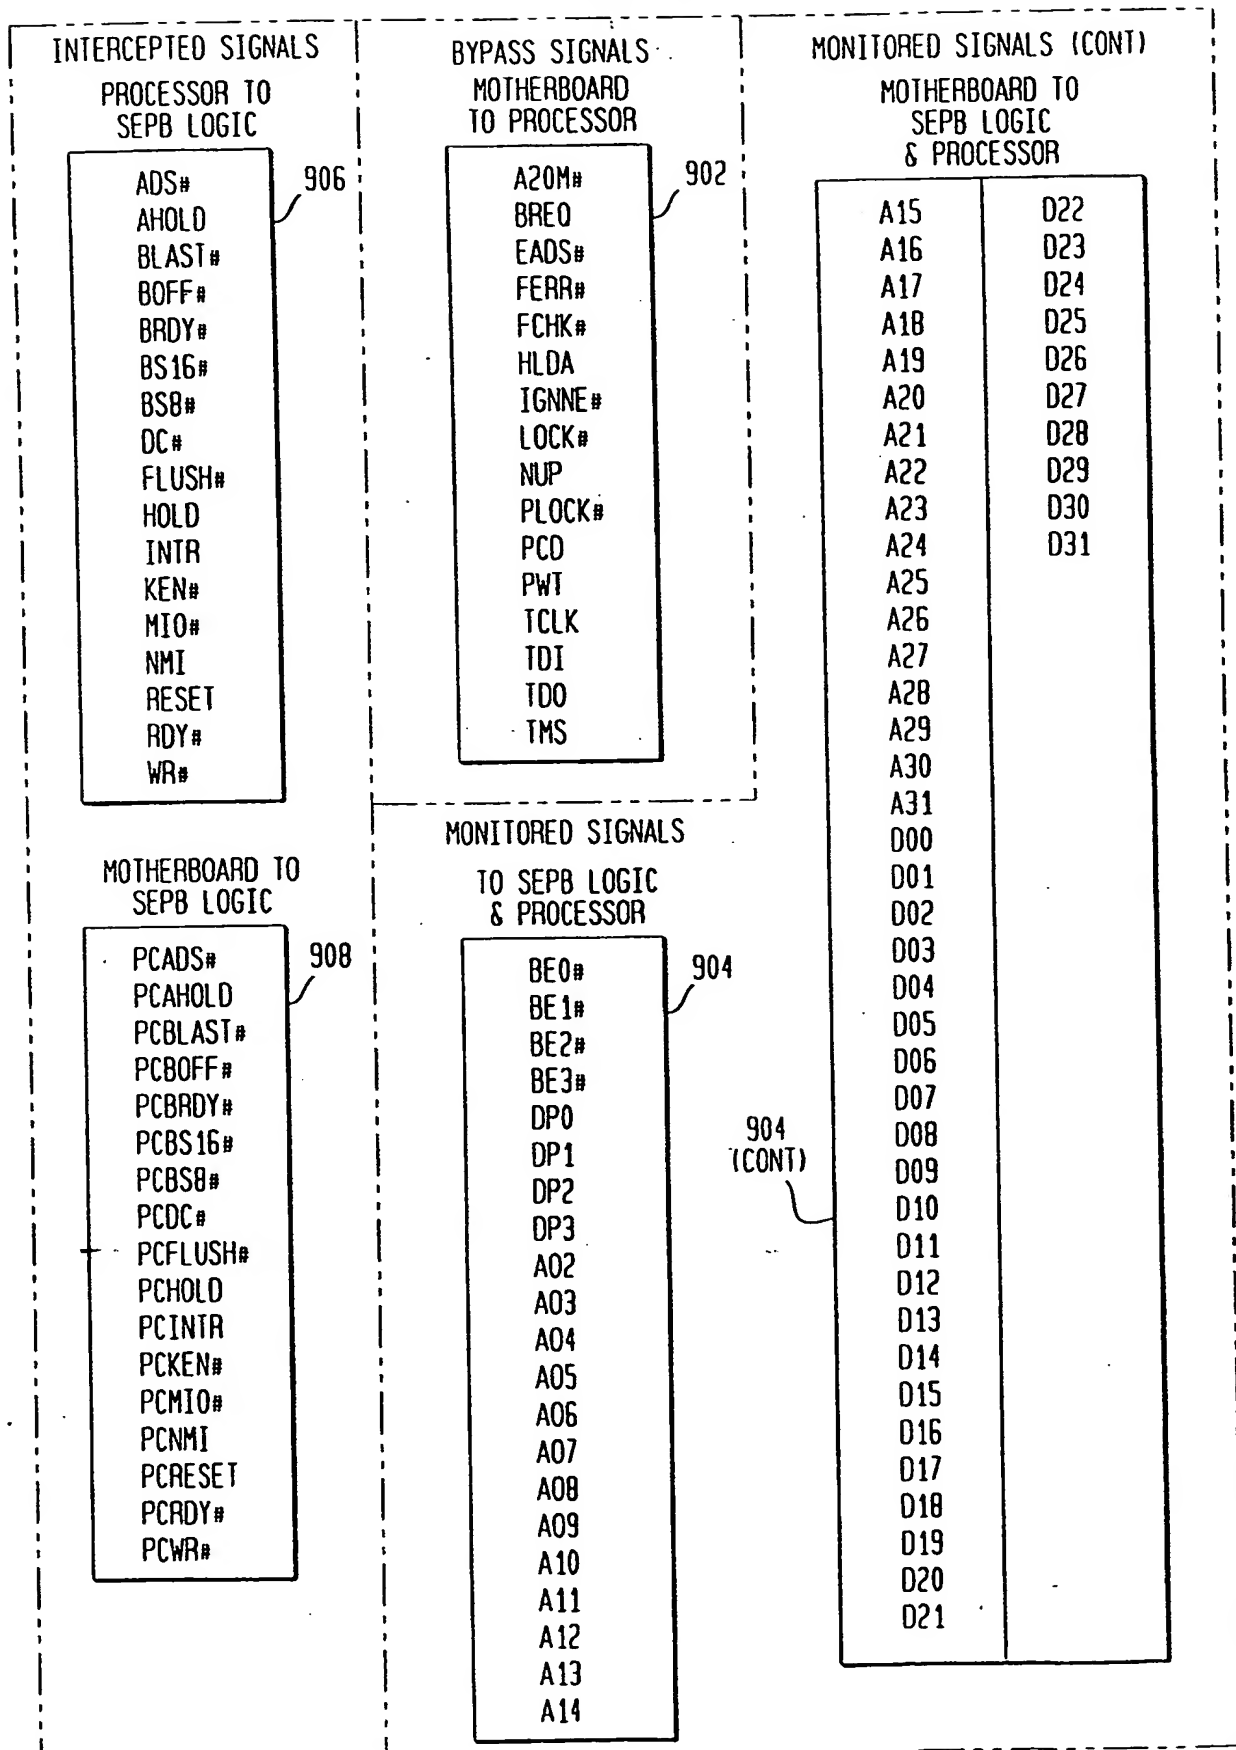 INTERCEPTED SIGNALS
PROCESSOR TO
SEPB LOGIC
906
ADS#
AHOLD
BLAST#
BOFF#
BRDY#
BS16#
BS8#
DC#
FLUSH#
HOLD
INTR
KEN#
MIO#
NMI
RESET
RDY#
WR#
MOTHERBOARD TO
SEPB LOGIC
908
PCADS#
PCAHOLD
PCBLAST#
PCBOFF#
PCBRDY#
PCBS16#
PCBS8#
PCDC#
PCFLUSH#
PCHOLD
PCINTR
PCKEN#
PCMIO#
PCNMI
PCRESET
PCRDY#
PCWR#
BYPASS SIGNALS
MOTHERBOARD
TO PROCESSOR
902
A20M#
BREQ
EADS#
FERR#
FCHK#
HLDA
IGNNE#
LOCK#
NUP
PLOCK#
PCD
PWT
TCLK
TDI
TDO
TMS
MONITORED SIGNALS
TO SEPB LOGIC
& PROCESSOR
904
BE0#
BE1#
BE2#
BE3#
DP0
DP1
DP2
DP3
A02
A03
A04
A05
A06
A07
A08
A09
A10
A11
A12
A13
A14
MONITORED SIGNALS (CONT)
MOTHERBOARD TO
SEPB LOGIC
& PROCESSOR
904
(CONT)
A15
A16
A17
A18
A19
A20
A21
A22
A23
A24
A25
A26
A27
A28
A29
A30
A31
D00
D01
D02
D03
D04
D05
D06
D07
D08
D09
D10
D11
D12
D13
D14
D15
D16
D17
D18
D19
D20
D21
D22
D23
D24
D25
D26
D27
D28
D29
D30
D31